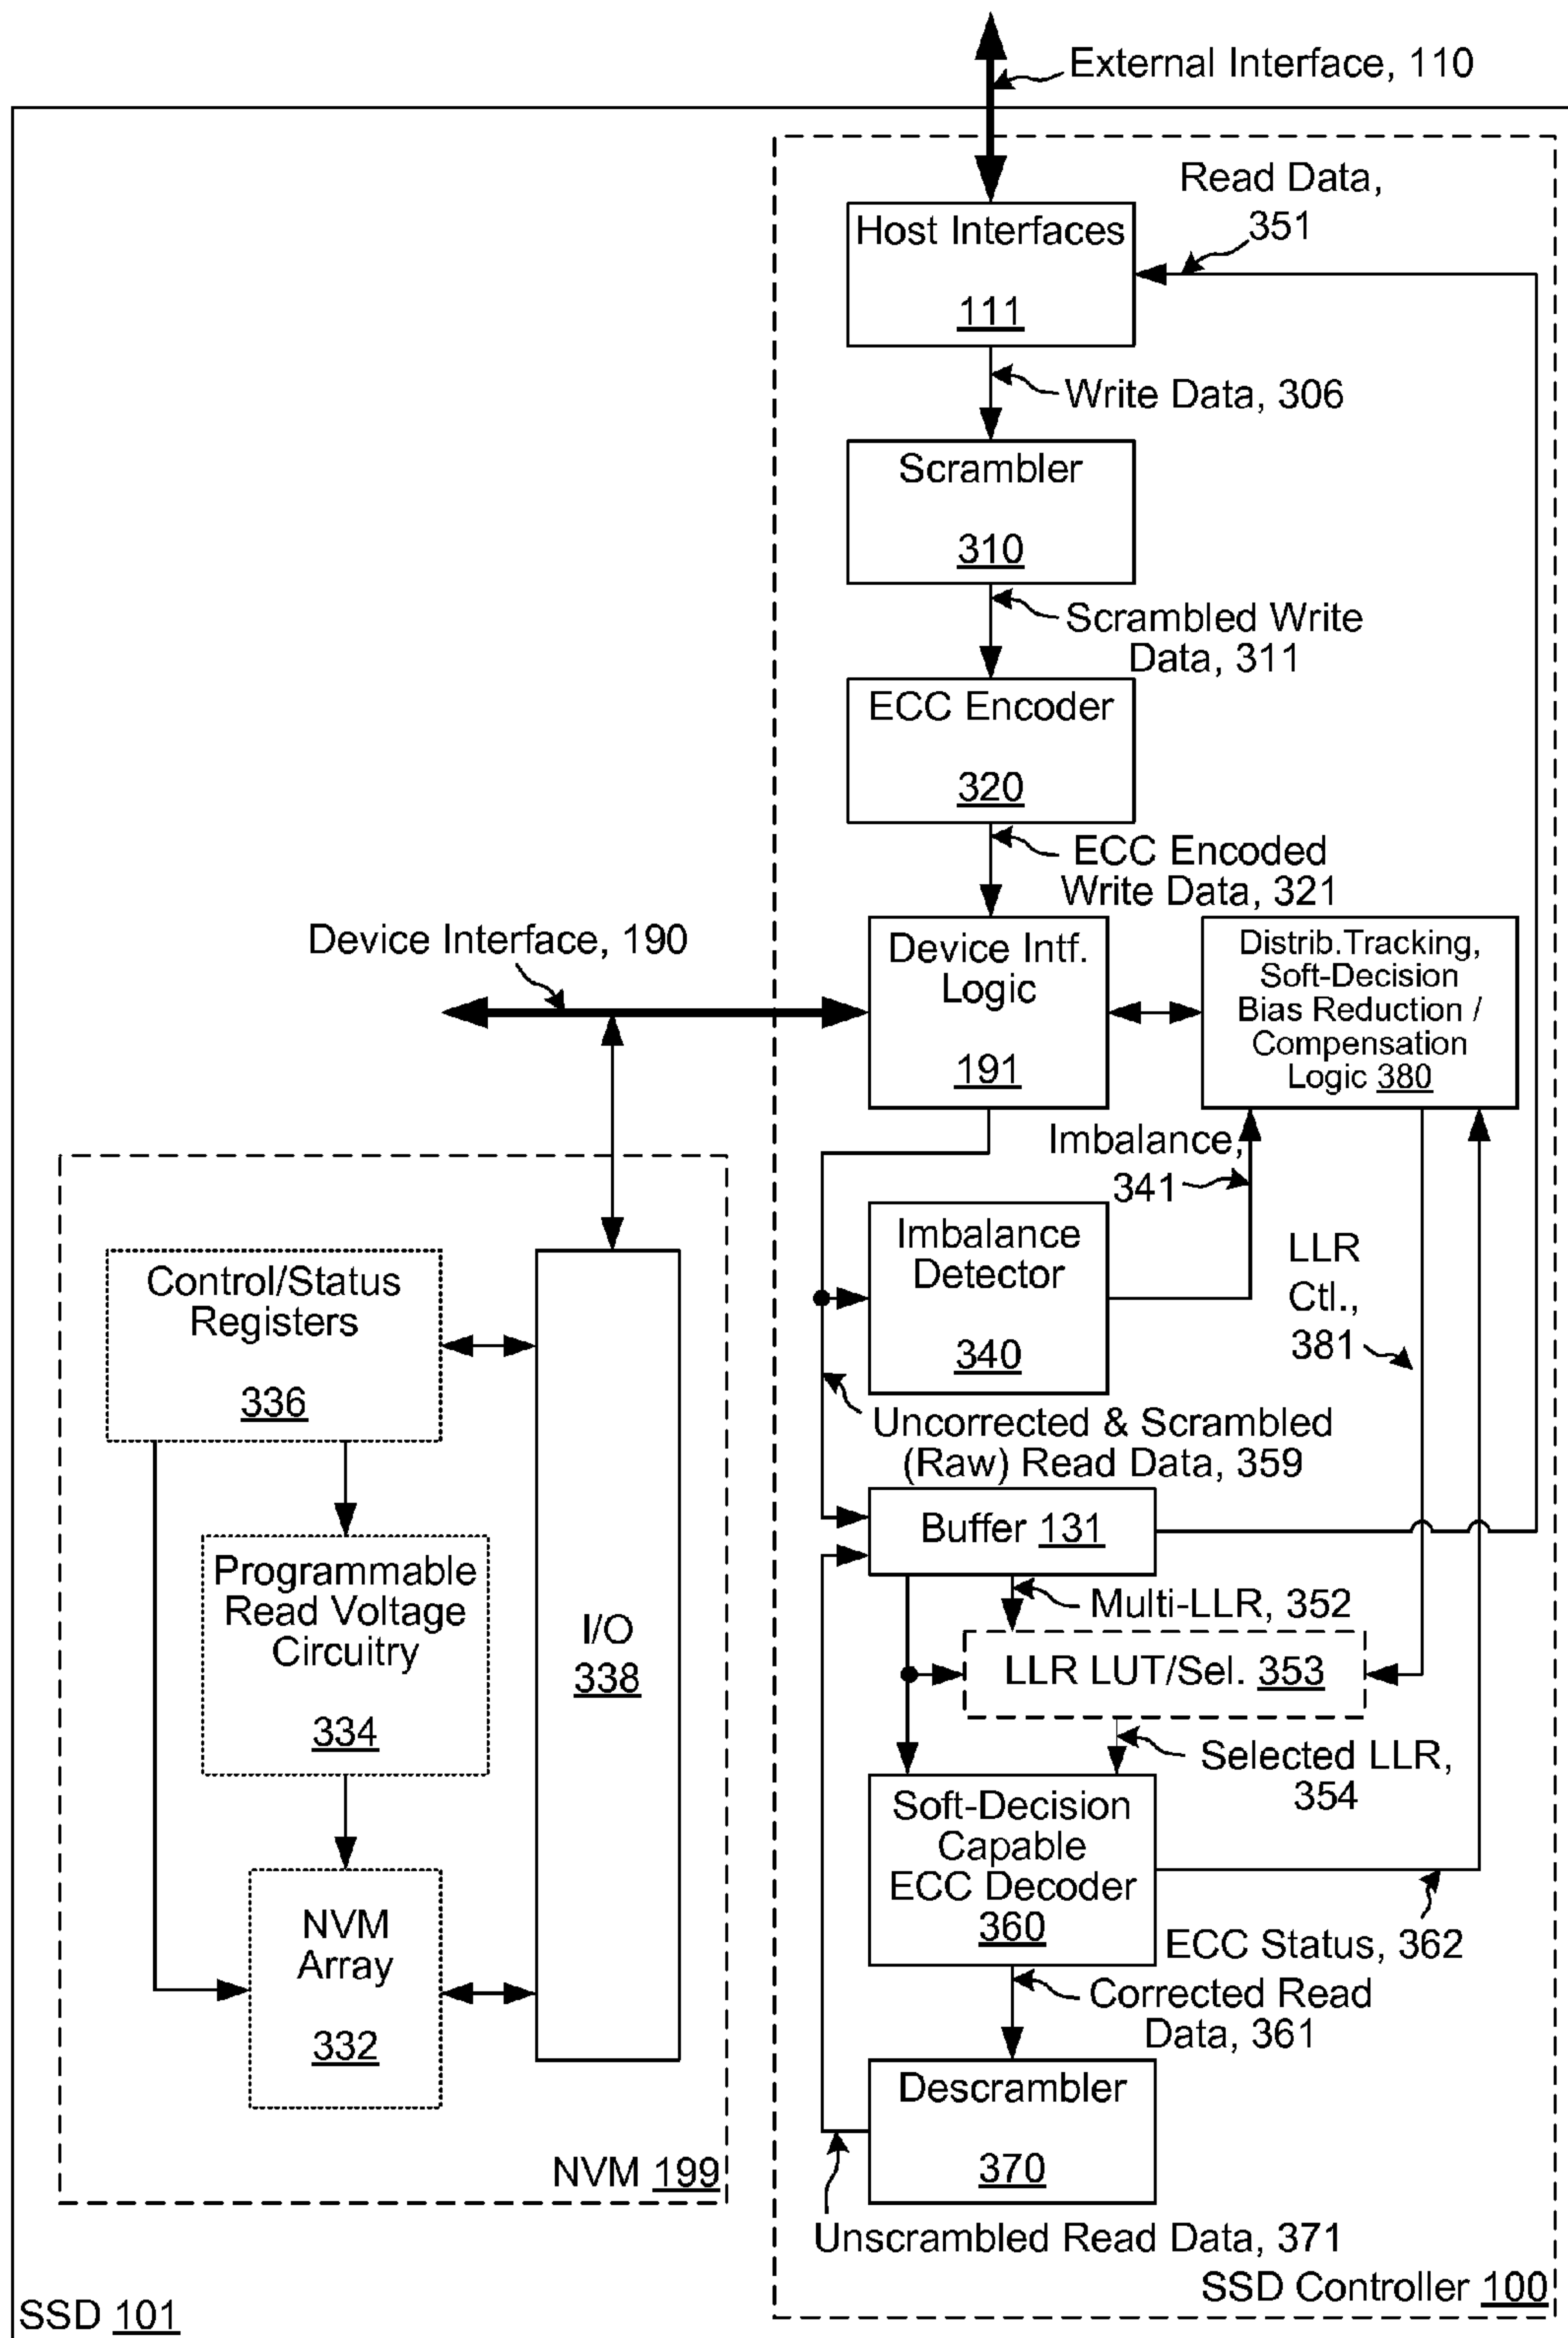 External Interface, 110
Read Data,
351
Host Interfaces
111
Write Data, 306
Scrambler
310
Scrambled Write
Data, 311
ECC Encoder
320
ECC Encoded
Write Data, 321
Device Interface, 190
Device Intf.
Logic
191
Distrib.Tracking,
Soft-Decision
Bias Reduction /
Compensation
Logic 380
Imbalance,
341
Imbalance
Detector
340
LLR
Ctl.,
381
Uncorrected & Scrambled
(Raw) Read Data, 359
Control/Status
Registers
336
Programmable
Read Voltage
Circuitry
334
NVM
Array
332
I/O
338
NVM 199
Buffer 131
Multi-LLR, 352
LLR LUT/Sel. 353
Selected LLR,
354
Soft-Decision
Capable
ECC Decoder
360
ECC Status, 362
Corrected Read
Data, 361
Descrambler
370
Unscrambled Read Data, 371
SSD Controller 100
SSD 101